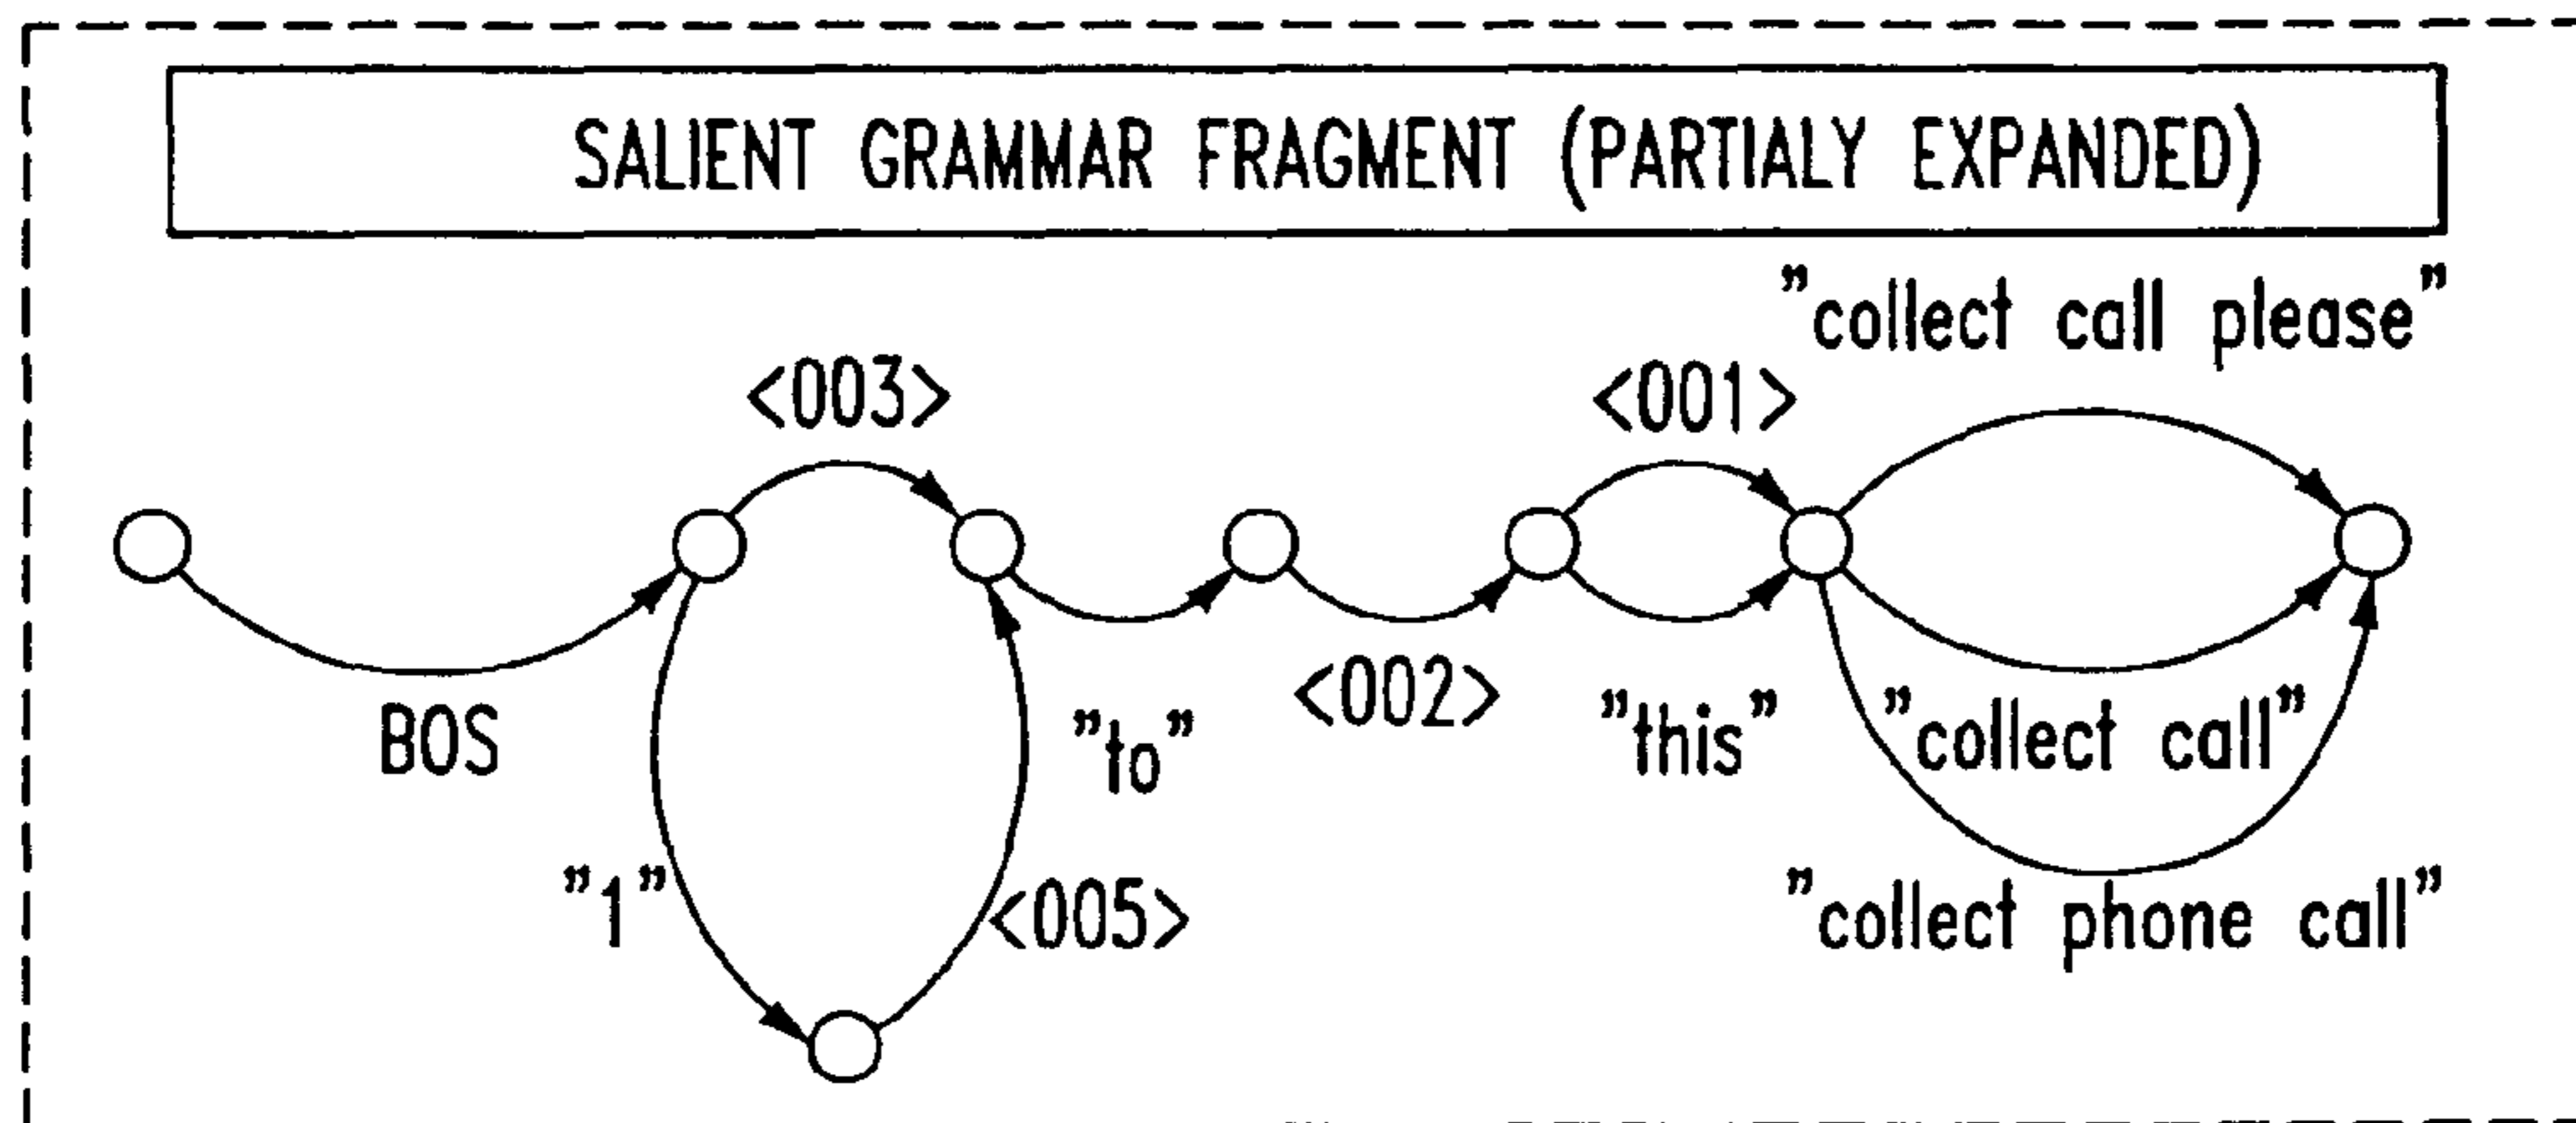 SALIENT GRAMMAR FRAGMENT (PARTIALY EXPANDED)
"collect call please"
<003>
<001>
BOS
"to"
<002>
"this"
"collect call"
"1"
<005>
"collect phone call"